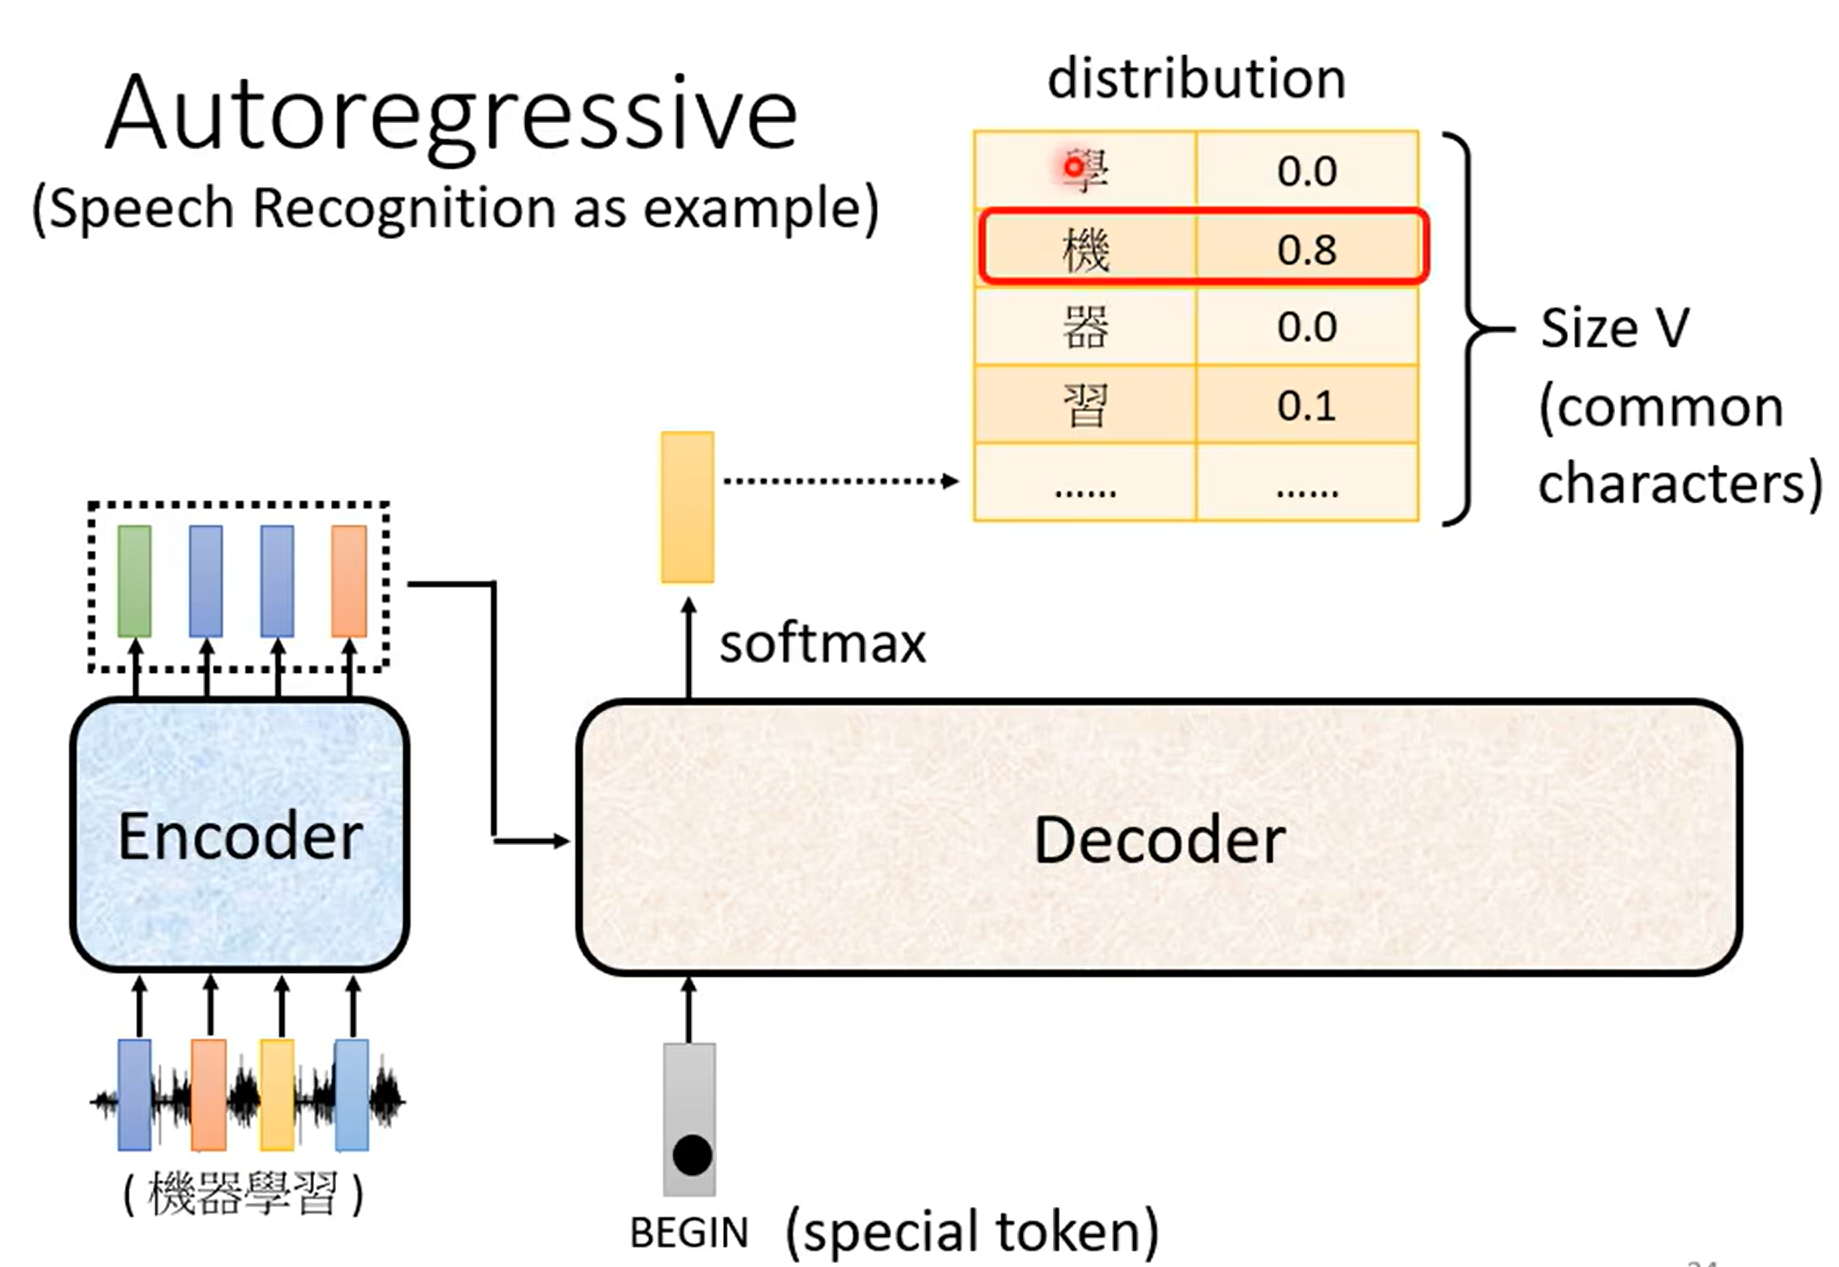 Autoregressive
(Speech Recognition as example)
distribution
學 0.0
機 0.8
器 0.0
習 0.1
...... ......
Size V
(common
characters)
softmax
Encoder
Decoder
(機器學習)
BEGIN (special token)